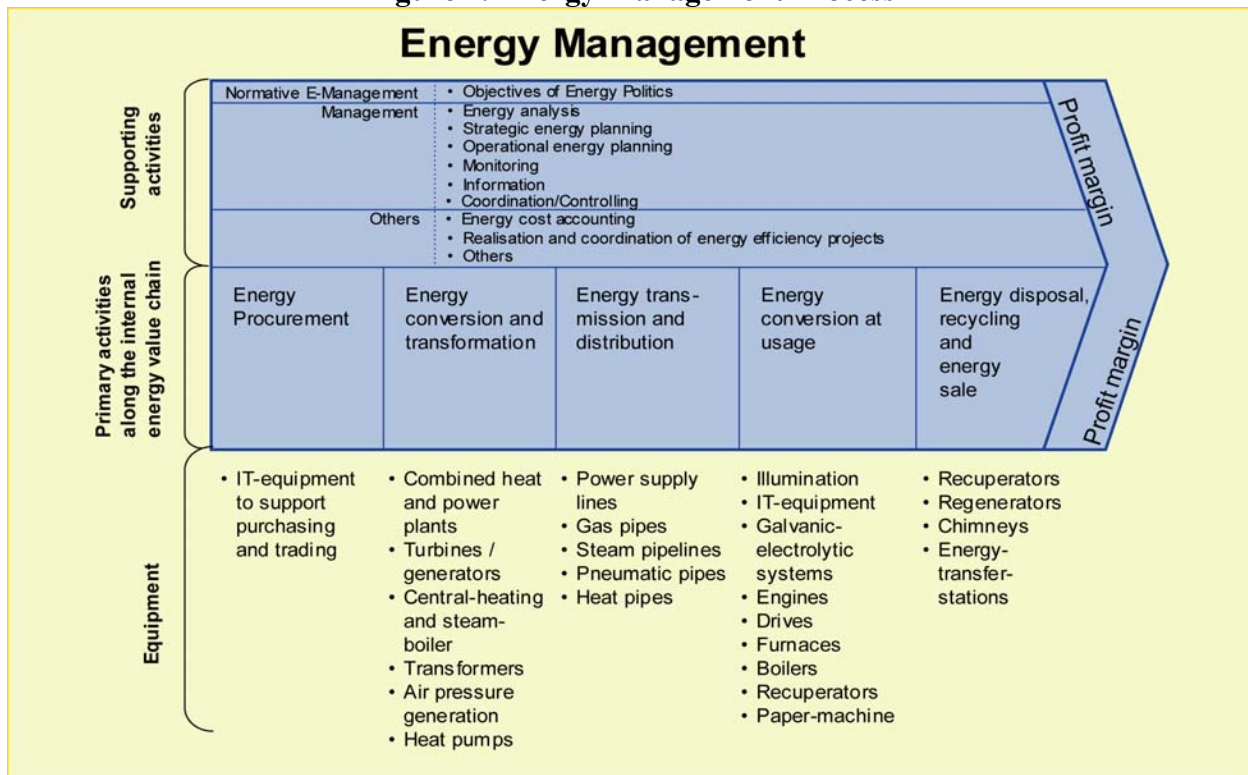 Energy Management
Supporting
activities
Normative E-Management
• Objectives of Energy Politics
Management
• Energy analysis
• Strategic energy planning
• Operational energy planning
• Monitoring
• Information
• Coordination/Controlling
Others
• Energy cost accounting
• Realisation and coordination of energy efficiency projects
• Others
Profit margin
Primary activities
along the internal
energy value chain
Energy
Procurement
Energy
conversion and
transformation
Energy trans-
mission and
distribution
Energy
conversion at
usage
Energy disposal,
recycling
and
energy
sale
Profit margin
Equipment
• IT-equipment
to support
purchasing
and trading
• Combined heat
and power
plants
• Turbines /
generators
• Central-heating
and steam-
boiler
• Transformers
• Air pressure
generation
• Heat pumps
• Power supply
lines
• Gas pipes
• Steam pipelines
• Pneumatic pipes
• Heat pipes
• Illumination
• IT-equipment
• Galvanic-
electrolytic
systems
• Engines
• Drives
• Furnaces
• Boilers
• Recuperators
• Paper-machine
• Recuperators
• Regenerators
• Chimneys
• Energy-
transfer-
stations